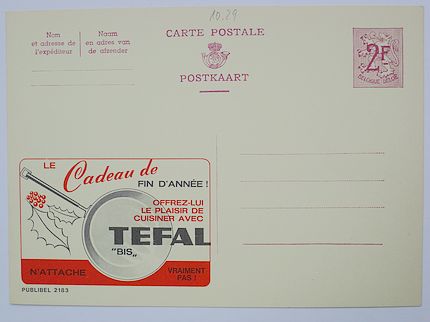 10.29
Nom Naam
et adresse de en adres van
l'expéditeur de afzender
CARTE POSTALE
POSTKAART
2F
BELGIQUE-BELGIË
LE Cadeau de
FIN D'ANNÉE!
OFFREZ-LUI
LE PLAISIR DE
CUISINER AVEC
TEFAL
"BIS„
N'ATTACHE VRAIMENT
PAS!
PUBLIBEL 2183